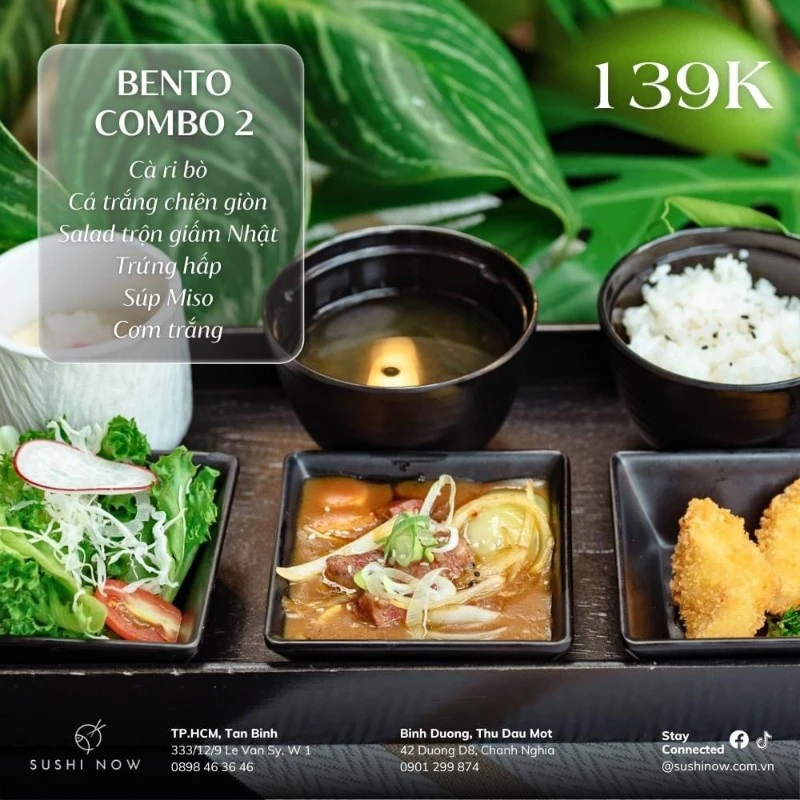 BENTO
COMBO 2
139K
Cà ri bò
Cá trắng chiên giòn
Salad trộn giấm Nhật
Trứng hấp
Súp Miso
Cơm trắng
SUSHI NOW
TP.HCM, Tan Binh
333/12/9 Le Van Sy, W 1
0898 46 36 46
Binh Duong, Thu Dau Mot
42 Duong D8, Chanh Nghia
0901 299 874
Stay
Connected
@sushinow.com.vn